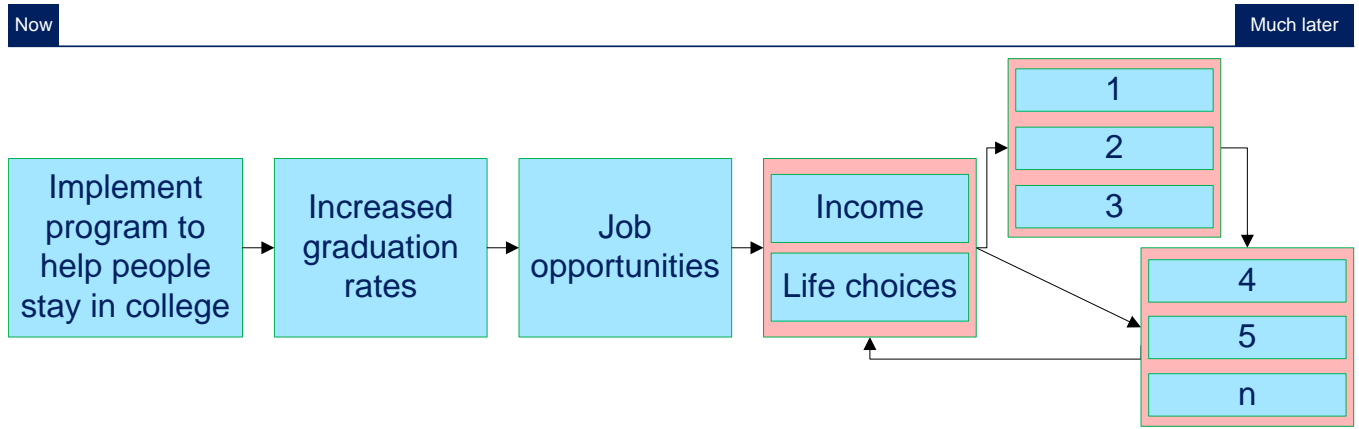 Now
Much later
Implement
program to
help people
stay in college
Increased
graduation
rates
Job
opportunities
Income
Life choices
1
2
3
4
5
n